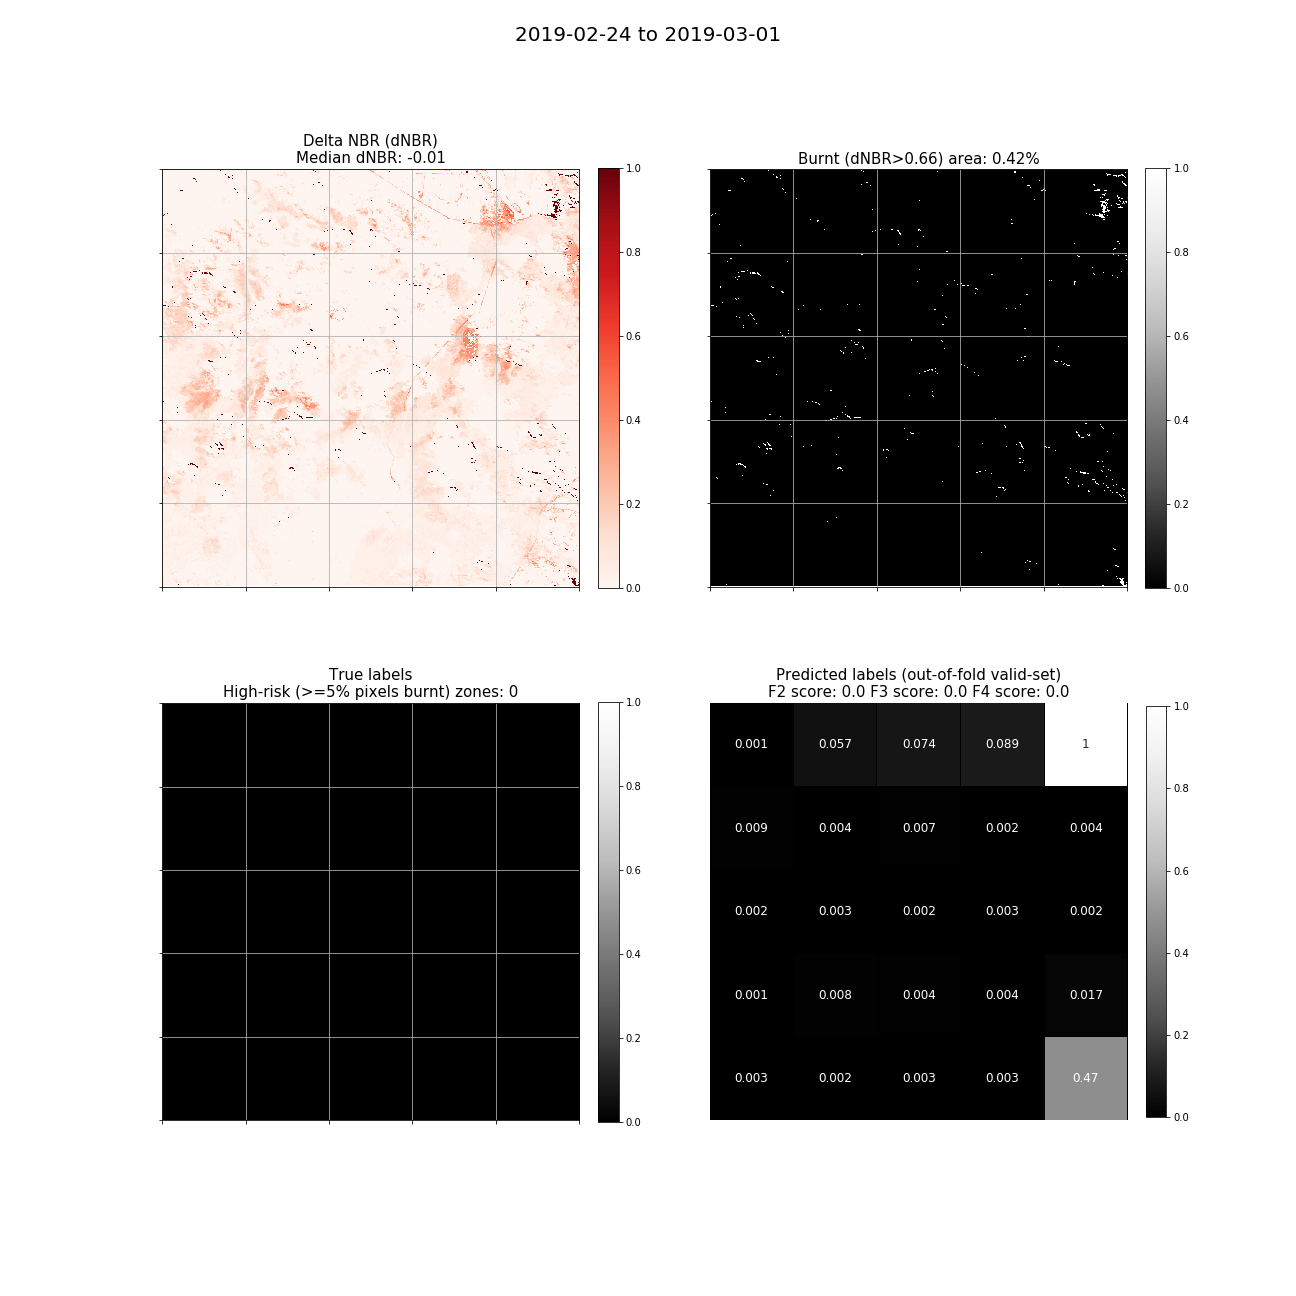 2019-02-24 to 2019-03-01
Delta NBR (dNBR)
Median dNBR: -0.01
1.0
0.8
0.6
0.4
0.2
0.0
Burnt (dNBR>0.66) area: 0.42%
1.0
0.8
0.6
0.4
0.2
0.0
True labels
High-risk (>=5% pixels burnt) zones: 0
1.0
0.8
0.6
0.4
0.2
0.0
Predicted labels (out-of-fold valid-set)
F2 score: 0.0 F3 score: 0.0 F4 score: 0.0
0.001 0.057 0.074 0.089 1
0.009 0.004 0.007 0.002 0.004
0.002 0.003 0.002 0.003 0.002
0.001 0.008 0.004 0.004 0.017
0.003 0.002 0.003 0.003 0.47
1.0
0.8
0.6
0.4
0.2
0.0